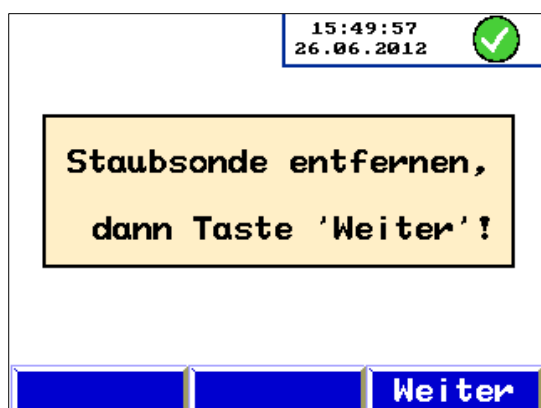 15:49:57
26.06.2012
Staubsonde entfernen,
dann Taste 'Weiter'!
Weiter